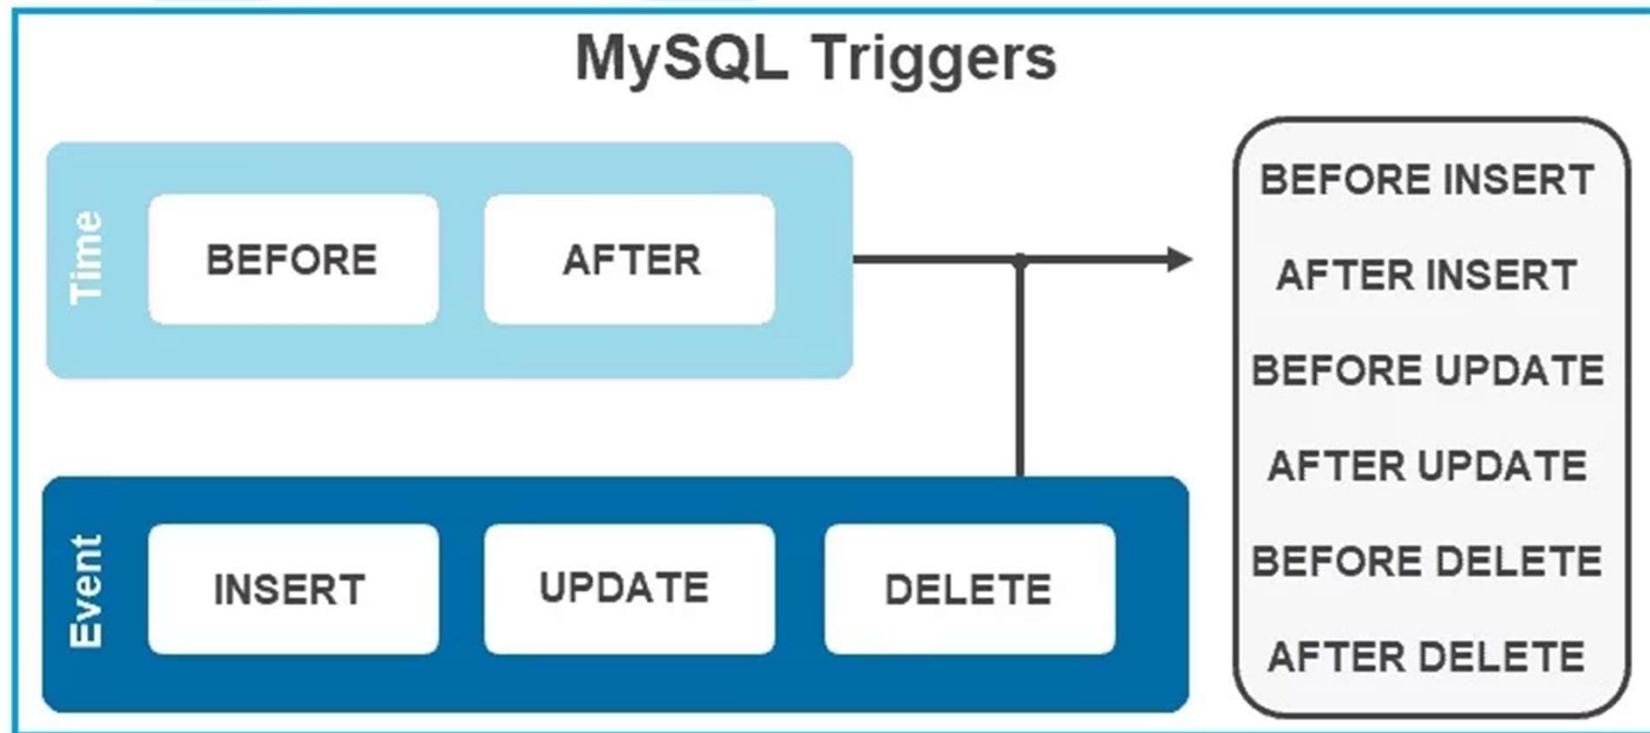 MySQL Triggers
Time
BEFORE
AFTER
Event
INSERT
UPDATE
DELETE
BEFORE INSERT
AFTER INSERT
BEFORE UPDATE
AFTER UPDATE
BEFORE DELETE
AFTER DELETE